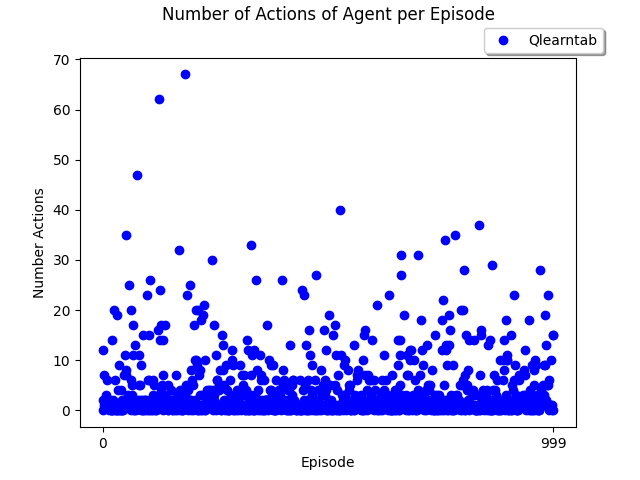 Number of Actions of Agent per Episode
Qlearntab
70
60
50
40
30
20
10
0
Number Actions
0 999
Episode